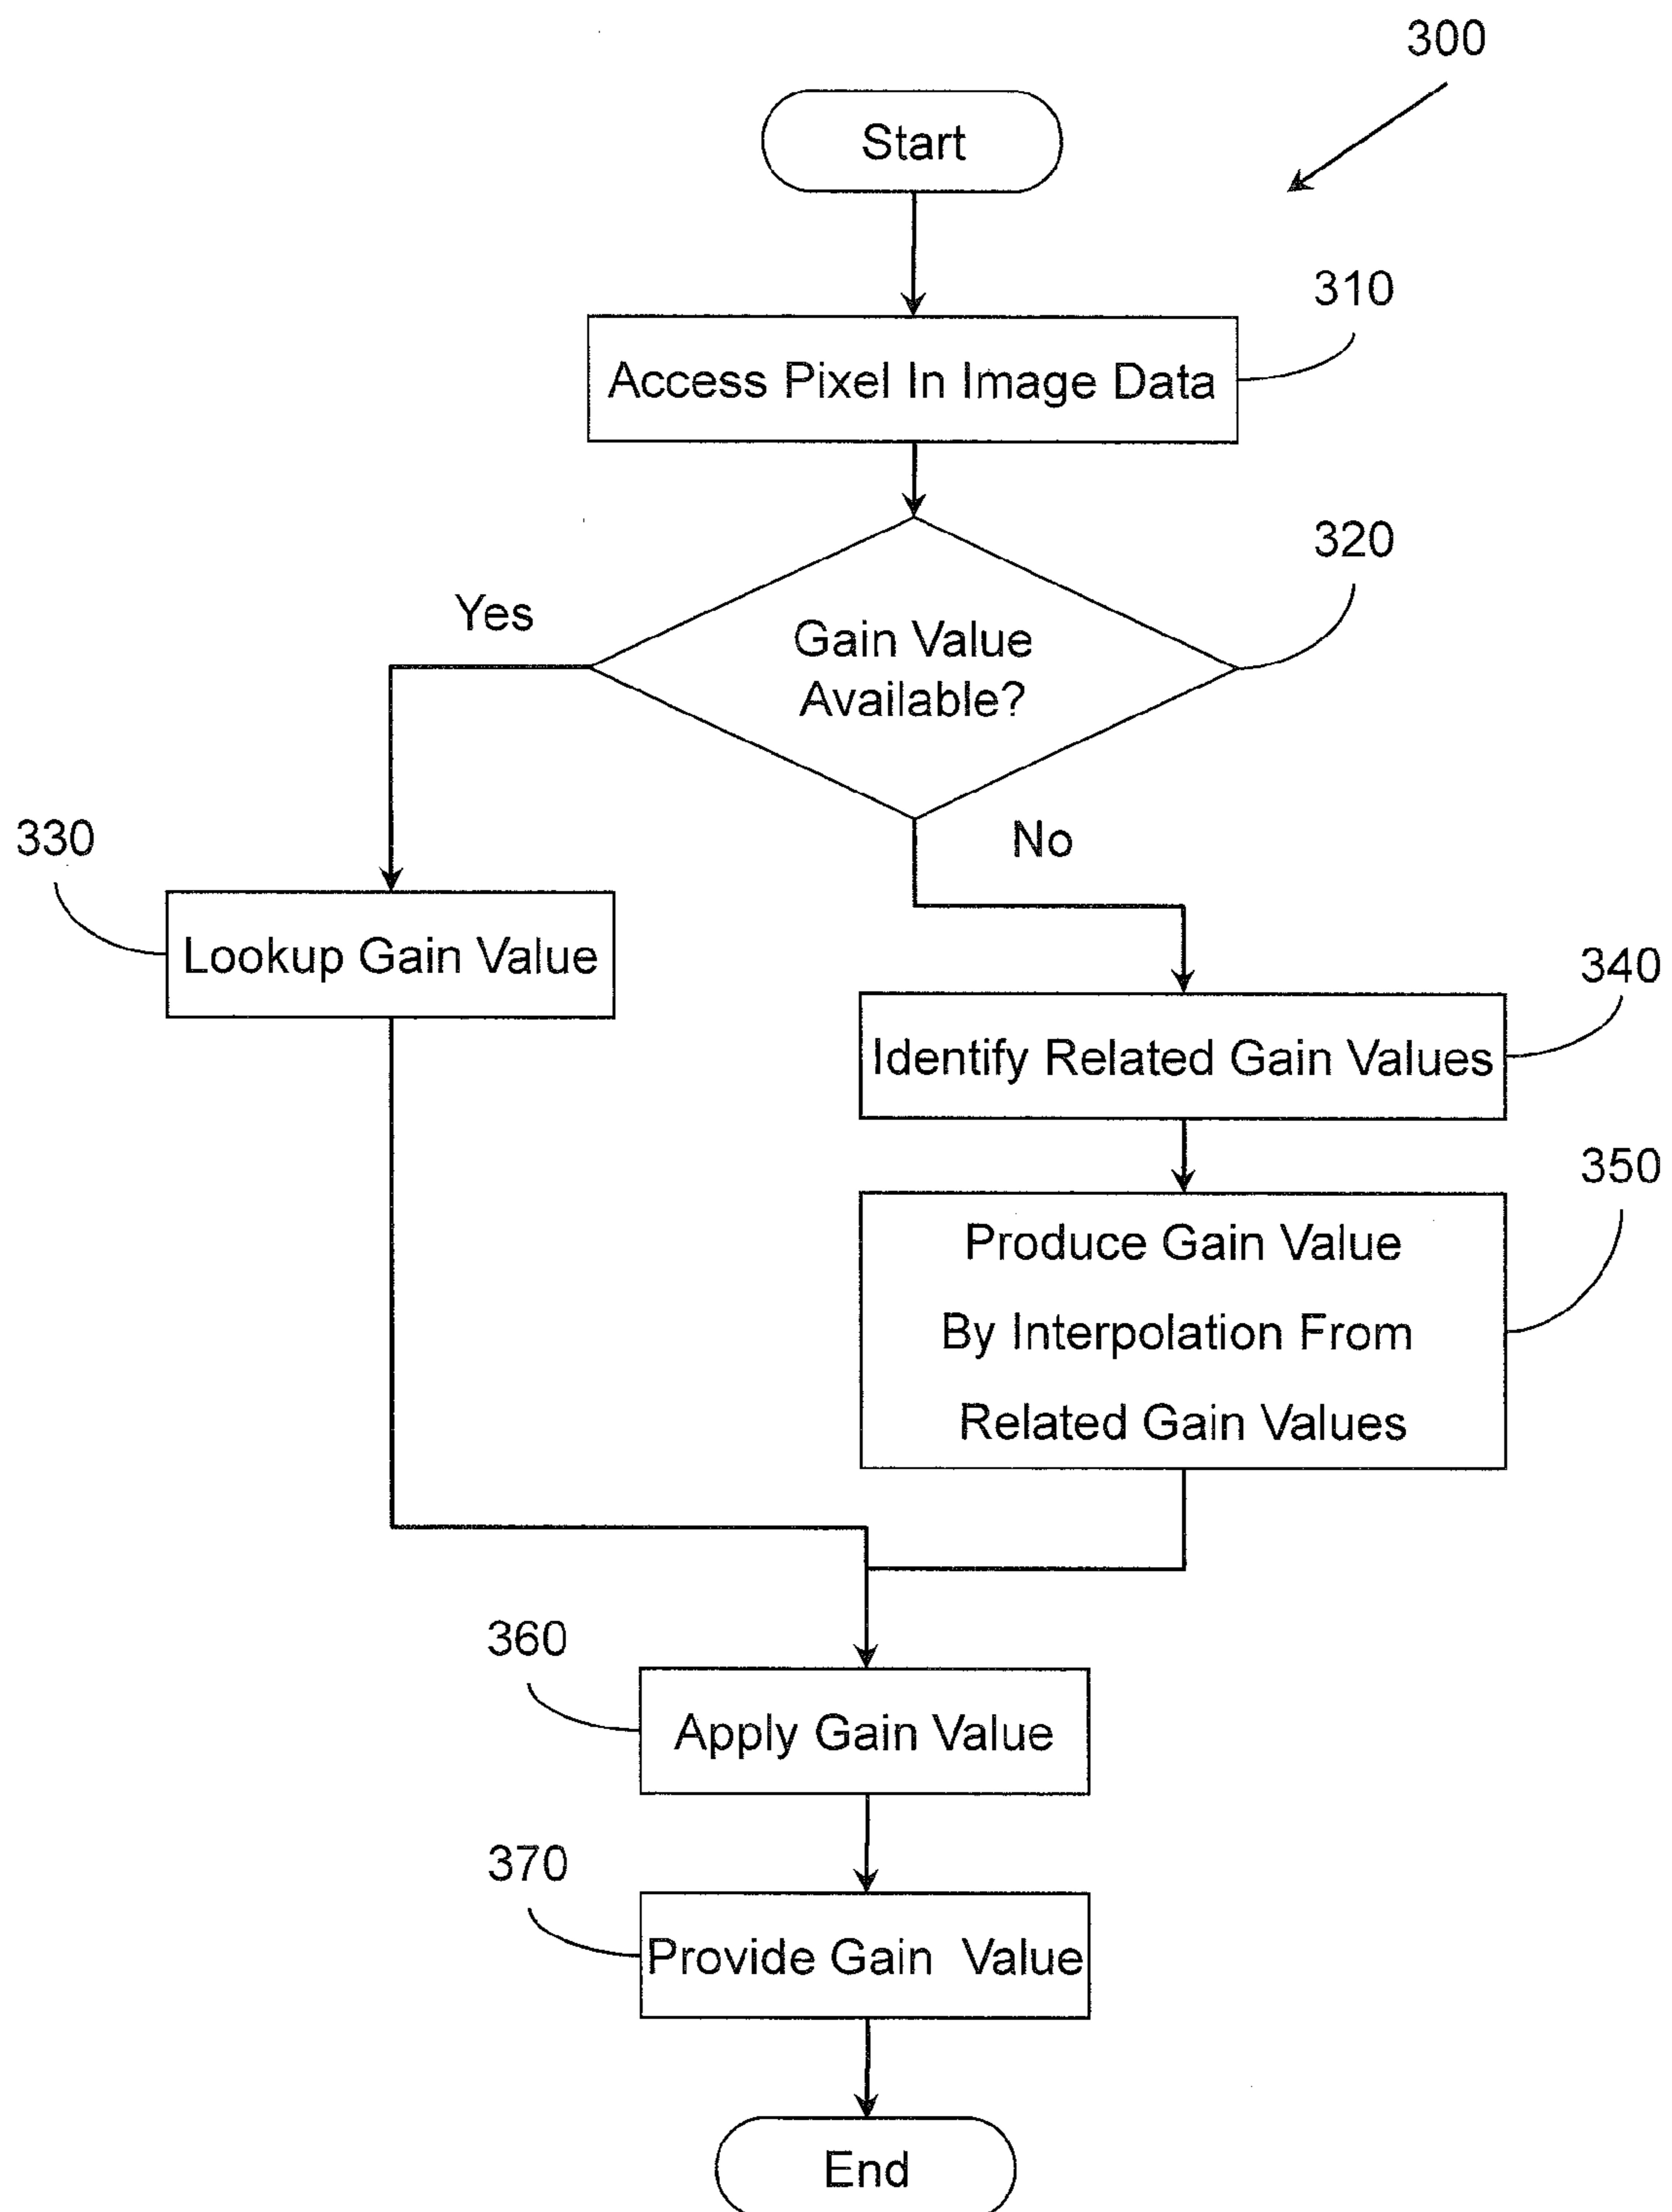 300
Start
310
Access Pixel In Image Data
320
Yes
Gain Value
Available?
No
330
Lookup Gain Value
340
Identify Related Gain Values
350
Produce Gain Value
By Interpolation From
Related Gain Values
360
Apply Gain Value
370
Provide Gain Value
End